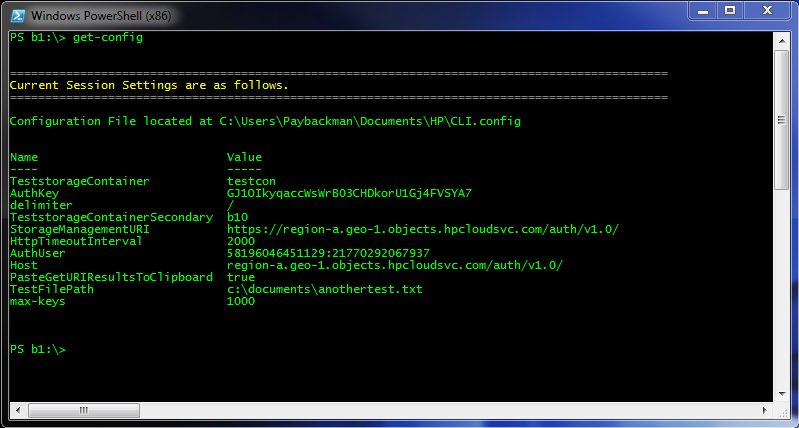 Windows PowerShell (x86)
PS b1:\> get-config
================================================================================
Current Session Settings are as follows.
================================================================================
Configuration File located at C:\Users\Paybackman\Documents\HP\CLI.config
Name Value
---- -----
TeststorageContainer testcon
AuthKey GJ1OIkyqaccWsWrBO3CHDkorU1Gj4FVSYA7
delimiter /
TeststorageContainerSecondary b10
StorageManagementURI https://region-a.geo-1.objects.hpcloudsvc.com/auth/v1.0/
HttpTimeoutInterval 2000
AuthUser 58196046451129:21770292067937
Host region-a.geo-1.objects.hpcloudsvc.com/auth/v1.0/
PasteGetURIResultsToClipboard true
TestFilePath c:\documents\anothertest.txt
max-keys 1000
PS b1:\>